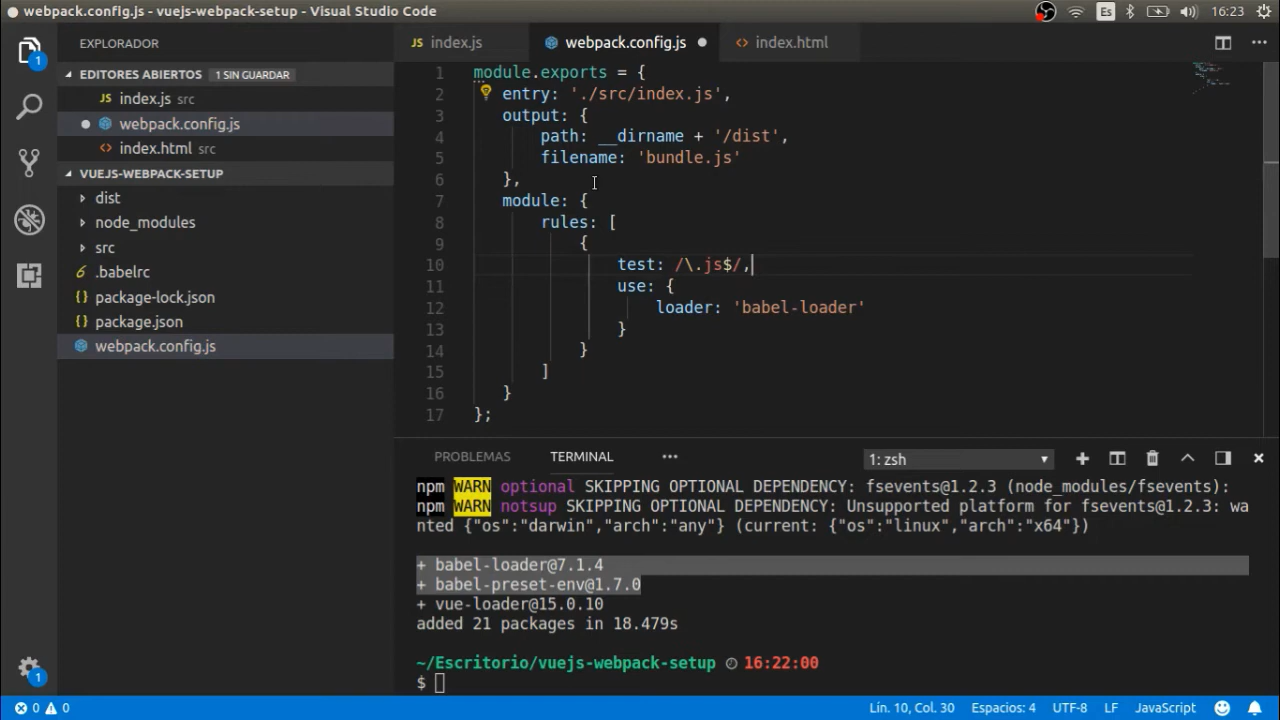 webpack.config.js - vuejs-webpack-setup - Visual Studio Code
Es
16:23
EXPLORADOR
EDITORES ABIERTOS 1 SIN GUARDAR
index.js src
webpack.config.js
index.html src
VUEJS-WEBPACK-SETUP
dist
node_modules
src
.babelrc
package-lock.json
package.json
webpack.config.js
1
1
JS index.js
webpack.config.js
index.html
1 module.exports = {
2 entry: './src/index.js',
3 output: {
4 path: __dirname + '/dist',
5 filename: 'bundle.js'
6 },
7 module: {
8 rules: [
9 {
10 test: /\.js$/,
11 use: {
12 loader: 'babel-loader'
13 }
14 }
15 ]
16 }
17 };
PROBLEMAS TERMINAL ••• 1: zsh
npm WARN optional SKIPPING OPTIONAL DEPENDENCY: fsevents@1.2.3 (node_modules/fsevents):
npm WARN notsup SKIPPING OPTIONAL DEPENDENCY: Unsupported platform for fsevents@1.2.3: wa
nted {"os":"darwin","arch":"any"} (current: {"os":"linux","arch":"x64"})
+ babel-loader@7.1.4
+ babel-preset-env@1.7.0
+ vue-loader@15.0.10
added 21 packages in 18.479s
~/Escritorio/vuejs-webpack-setup 16:22:00
$
0 0 Lín. 10, Col. 30 Espacios: 4 UTF-8 LF JavaScript